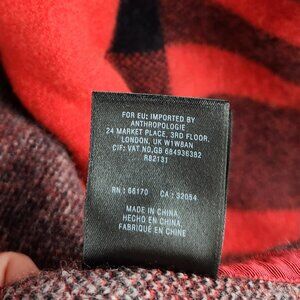 FOR EU: IMPORTED BY
ANTHROPOLOGIE
24 MARKET PLACE, 3RD FLOOR,
LONDON, UK W1W8AN
CIF: VAT NO,GB 684936382
R82131
RN : 66170 CA : 32054
MADE IN CHINA,
HECHO EN CHINA,
FABRIQUÉ EN CHINE